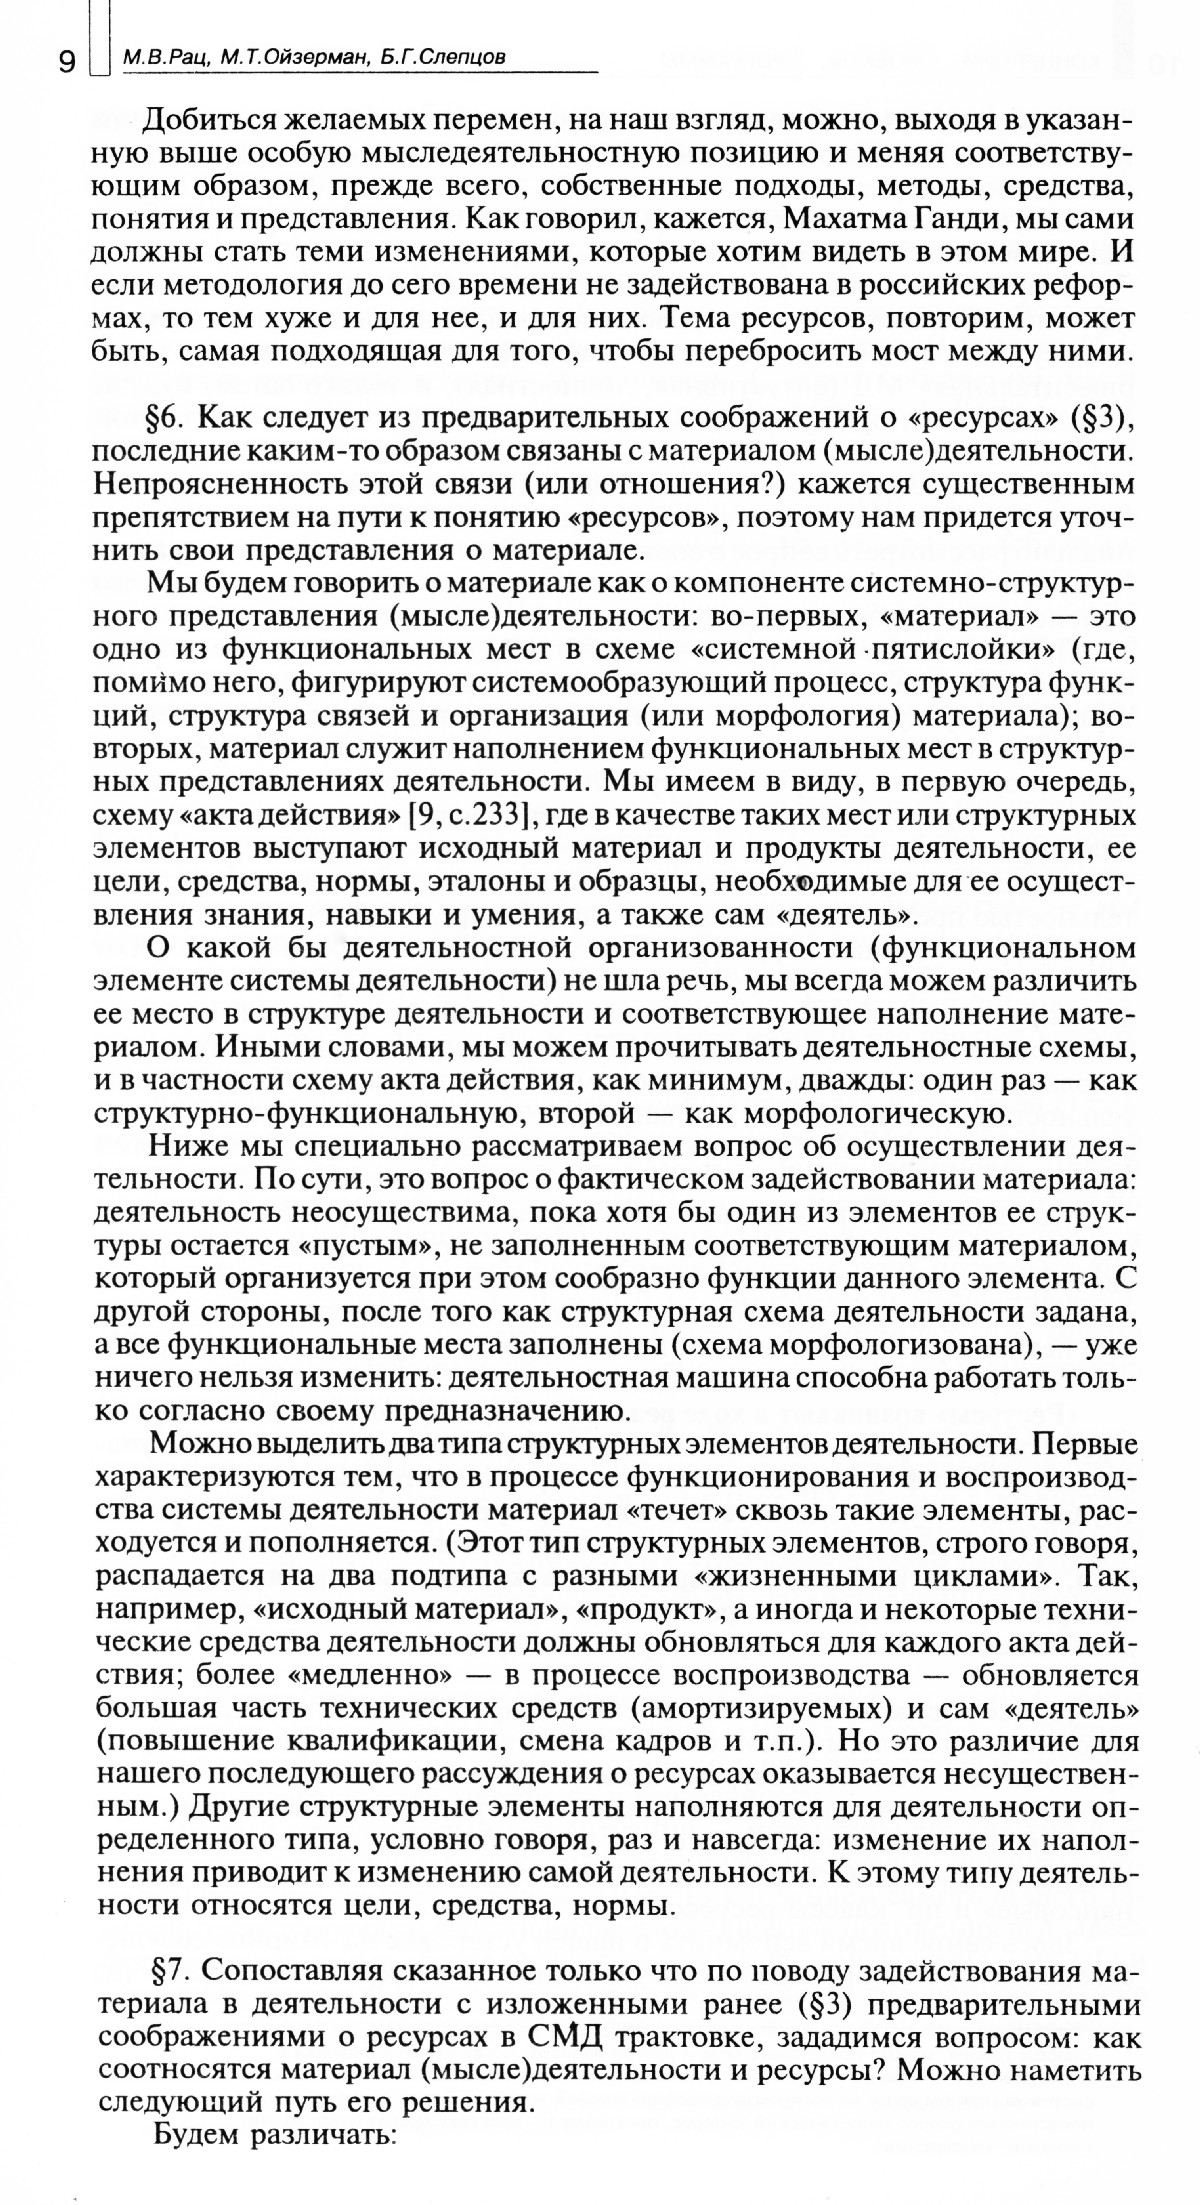 9
М.В.Рац, М.Т.Ойзерман, Б.Г.Слепцов
Добиться желаемых перемен, на наш взгляд, можно, выходя в указан-
ную выше особую мыследеятельностную позицию и меняя соответству-
ющим образом, прежде всего, собственные подходы, методы, средства,
понятия и представления. Как говорил, кажется, Махатма Ганди, мы сами
должны стать теми изменениями, которые хотим видеть в этом мире. И
если методология до сего времени не задействована в российских рефор-
мах, то тем хуже и для нее, и для них. Тема ресурсов, повторим, может
быть, самая подходящая для того, чтобы перебросить мост между ними.
§6. Как следует из предварительных соображений о «ресурсах» (§3),
последние каким-то образом связаны с материалом (мысле)деятельности.
Непроясненность этой связи (или отношения?) кажется существенным
препятствием на пути к понятию «ресурсов», поэтому нам придется уточ-
нить свои представления о материале.
Мы будем говорить о материале как о компоненте системно-структур-
ного представления (мысле)деятельности: во-первых, «материал» — это
одно из функциональных мест в схеме «системной пятислойки» (где,
помимо него, фигурируют системообразующий процесс, структура функ-
ций, структура связей и организация (или морфология) материала); во-
вторых, материал служит наполнением функциональных мест в структур-
ных представлениях деятельности. Мы имеем в виду, в первую очередь,
схему «акта действия» [9, с.233], где в качестве таких мест или структурных
элементов выступают исходный материал и продукты деятельности, ее
цели, средства, нормы, эталоны и образцы, необходимые для ее осущест-
вления знания, навыки и умения, а также сам «деятель».
О какой бы деятельностной организованности (функциональном
элементе системы деятельности) не шла речь, мы всегда можем различить
ее место в структуре деятельности и соответствующее наполнение мате-
риалом. Иными словами, мы можем прочитывать деятельностные схемы,
и в частности схему акта действия, как минимум, дважды: один раз — как
структурно-функциональную, второй — как морфологическую.
Ниже мы специально рассматриваем вопрос об осуществлении дея-
тельности. По сути, это вопрос о фактическом задействовании материала:
деятельность неосуществима, пока хотя бы один из элементов ее струк-
туры остается «пустым», не заполненным соответствующим материалом,
который организуется при этом сообразно функции данного элемента. С
другой стороны, после того как структурная схема деятельности задана,
а все функциональные места заполнены (схема морфологизована), — уже
ничего нельзя изменить: деятельностная машина способна работать толь-
ко согласно своему предназначению.
Можно выделить два типа структурных элементов деятельности. Первые
характеризуются тем, что в процессе функционирования и воспроизвод-
ства системы деятельности материал «течет» сквозь такие элементы, рас-
ходуется и пополняется. (Этот тип структурных элементов, строго говоря,
распадается на два подтипа с разными «жизненными циклами». Так,
например, «исходный материал», «продукт», а иногда и некоторые техни-
ческие средства деятельности должны обновляться для каждого акта дей-
ствия; более «медленно» — в процессе воспроизводства — обновляется
большая часть технических средств (амортизируемых) и сам «деятель»
(повышение квалификации, смена кадров и т.п.). Но это различие для
нашего последующего рассуждения о ресурсах оказывается несуществен-
ным.) Другие структурные элементы наполняются для деятельности оп-
ределенного типа, условно говоря, раз и навсегда: изменение их напол-
нения приводит к изменению самой деятельности. К этому типу деятель-
ности относятся цели, средства, нормы.
§7. Сопоставляя сказанное только что по поводу задействования ма-
териала в деятельности с изложенными ранее (§3) предварительными
соображениями о ресурсах в СМД трактовке, зададимся вопросом: как
соотносятся материал (мысле)деятельности и ресурсы? Можно наметить
следующий путь его решения.
Будем различать: